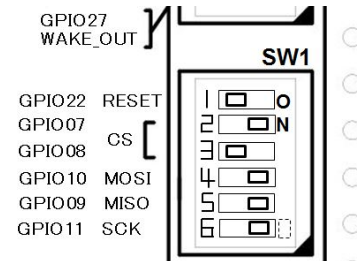 GPIO27
WAKE_OUT
SW1
GPIO22 RESET 1 O
GPIO07 2 N
CS
GPIO08 3
GPIO10 MOSI 4
GPIO09 MISO 5
GPIO11 SCK 6